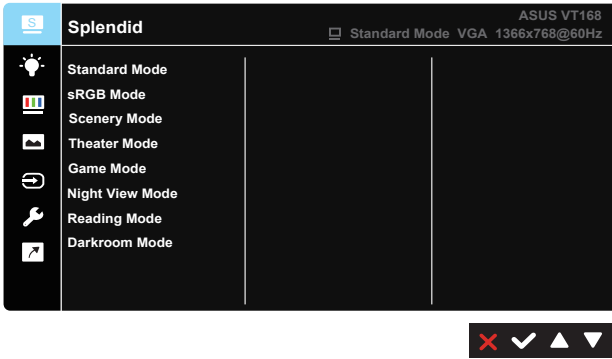 S
Splendid
ASUS VT168
Standard Mode VGA 1366x768@60Hz
Standard Mode
sRGB Mode
Scenery Mode
Theater Mode
Game Mode
Night View Mode
Reading Mode
Darkroom Mode